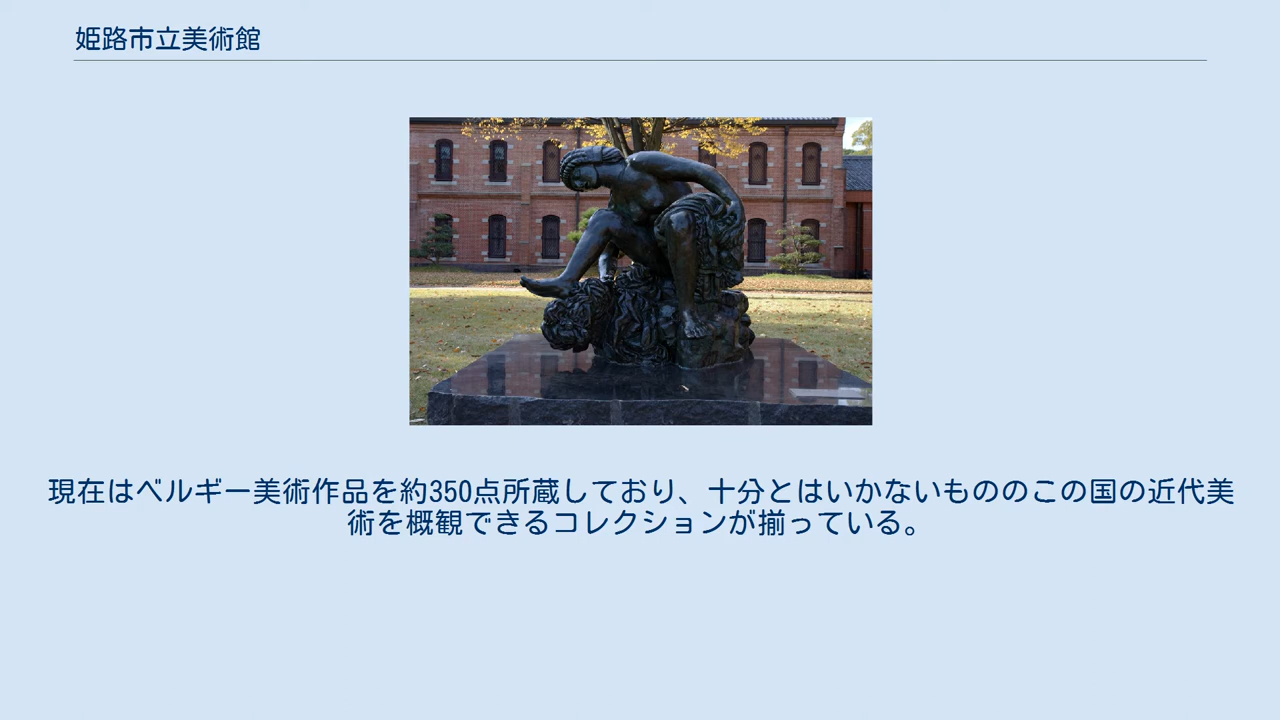 姫路市立美術館
現在はベルギー美術作品を約350点所蔵しており、十分とはいかないもののこの国の近代美
術を概観できるコレクションが揃っている。